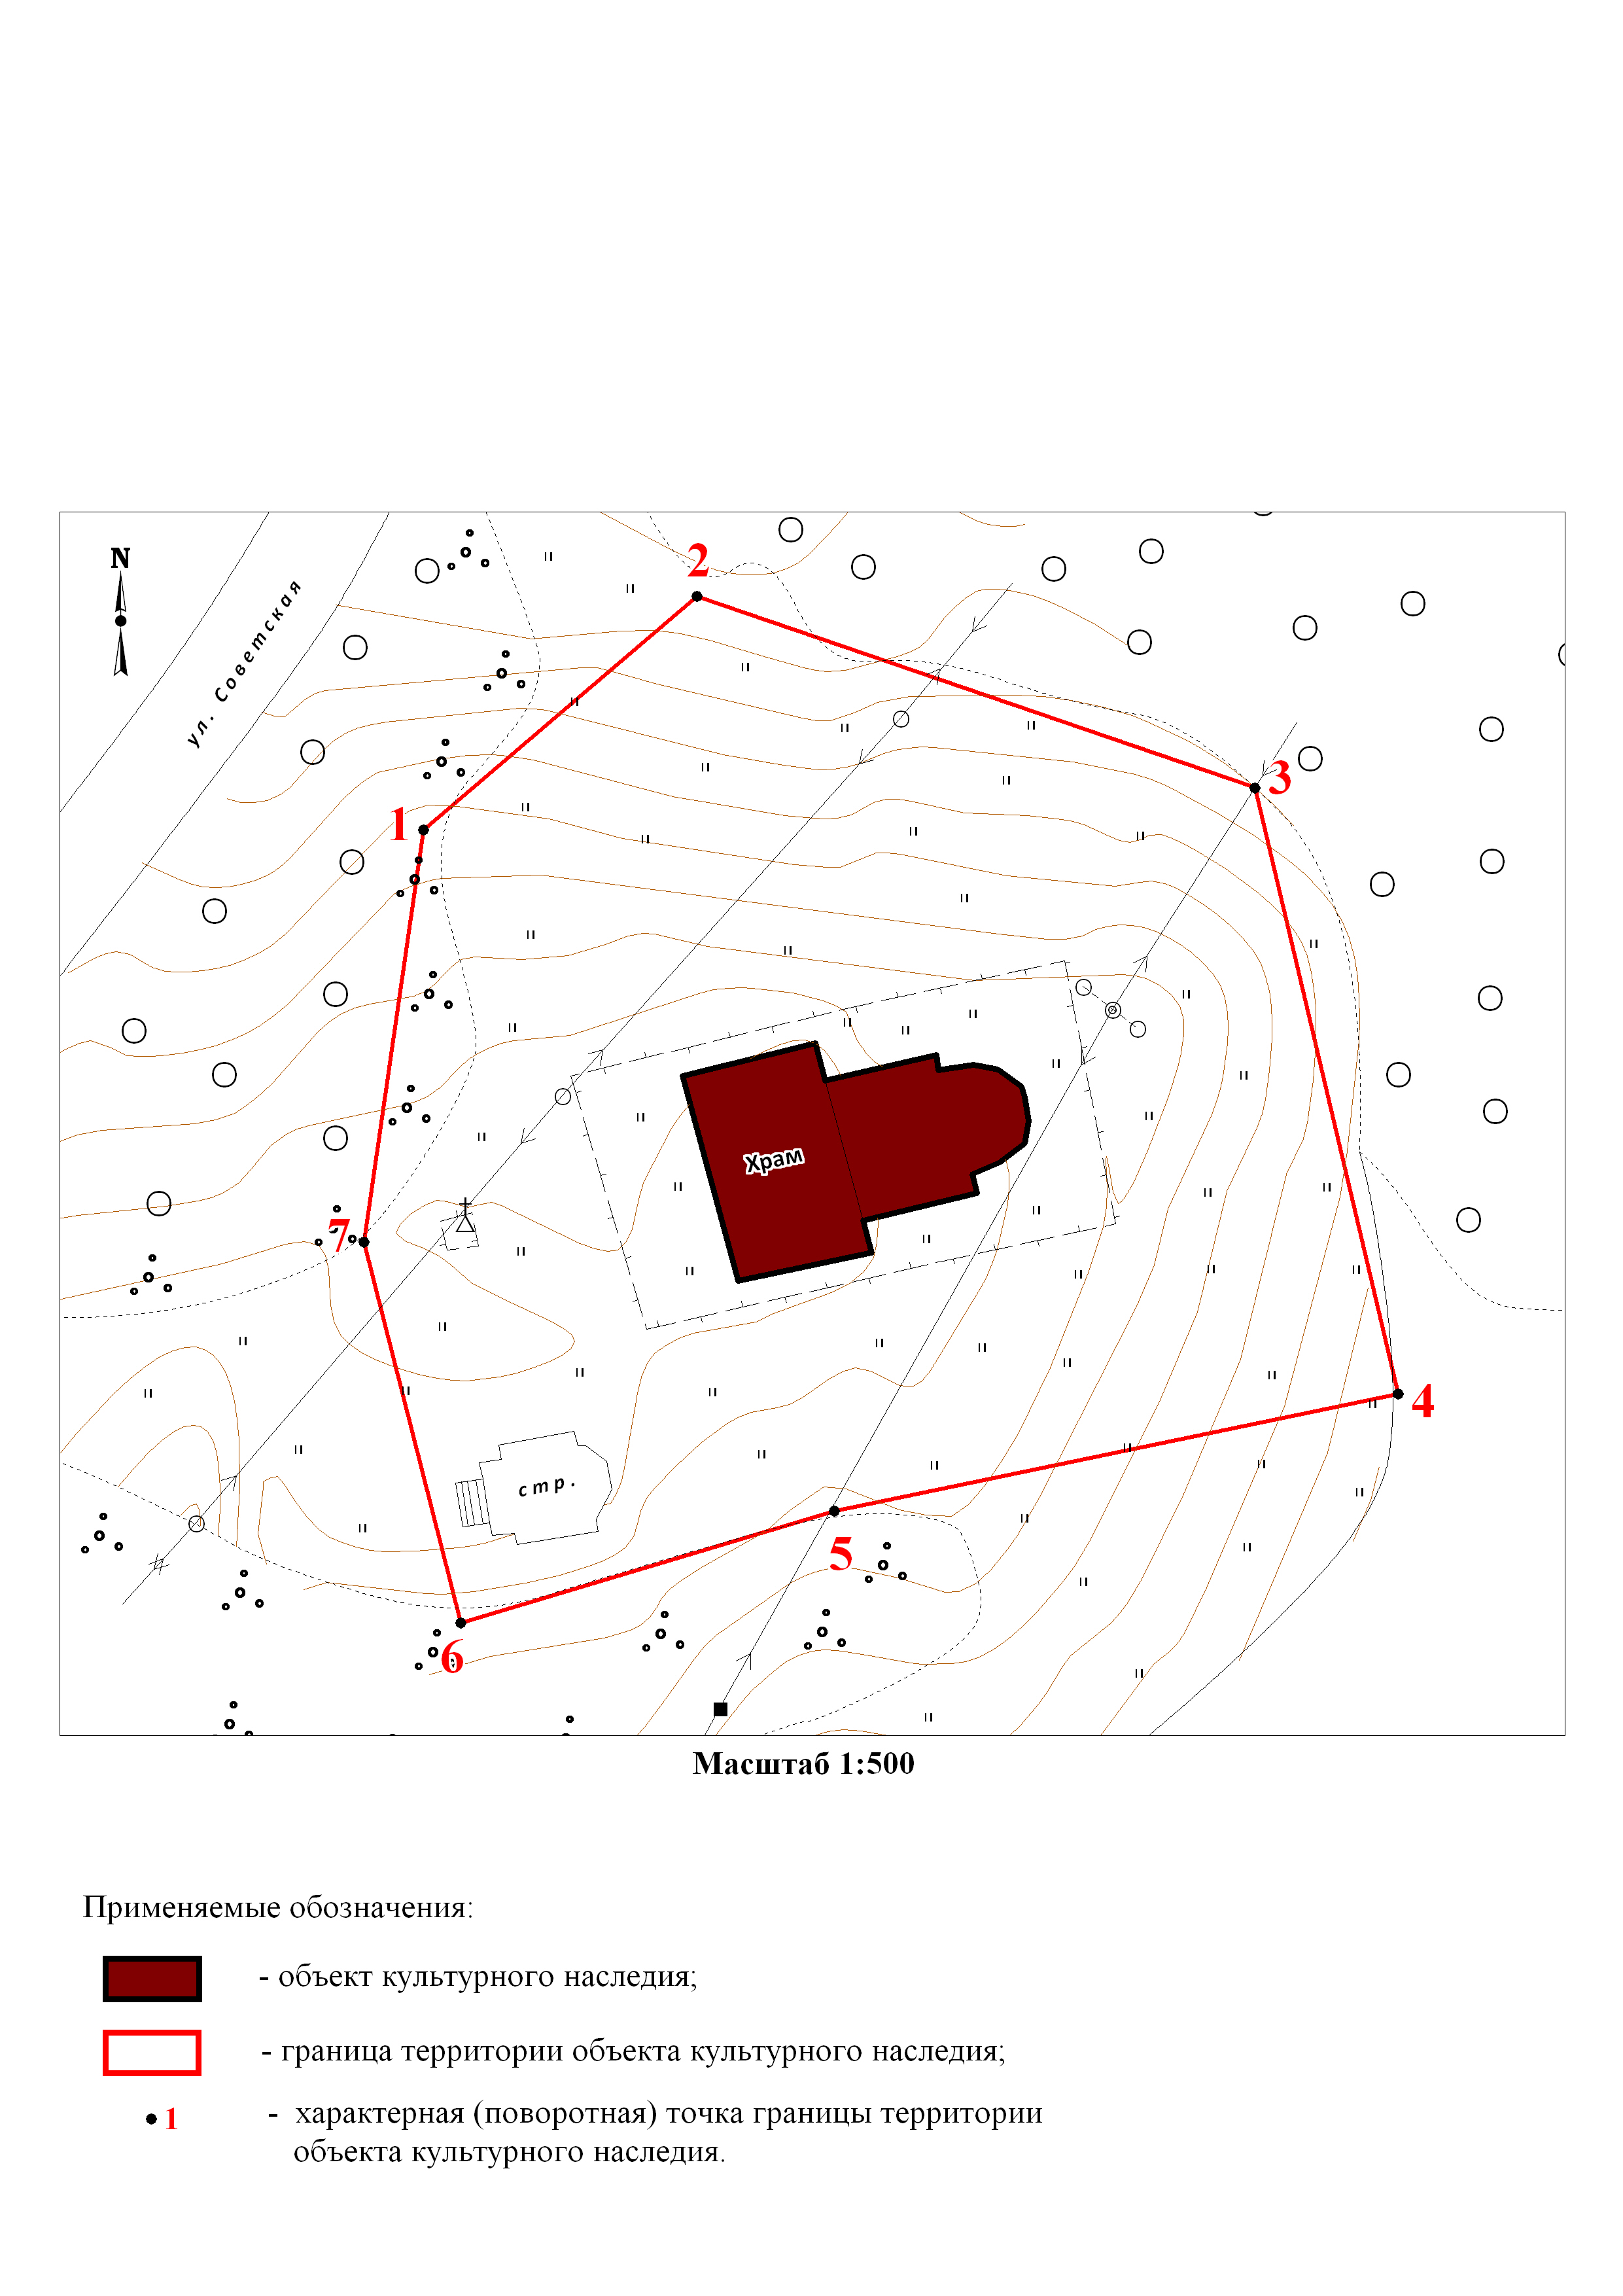 N
ул. Советская
2
3
1
Храм
7
4
стр.
5
6
Масштаб 1:500
Применяемые обозначения:
- объект культурного наследия;
- граница территории объекта культурного наследия;
1 - характерная (поворотная) точка границы территории
объекта культурного наследия.